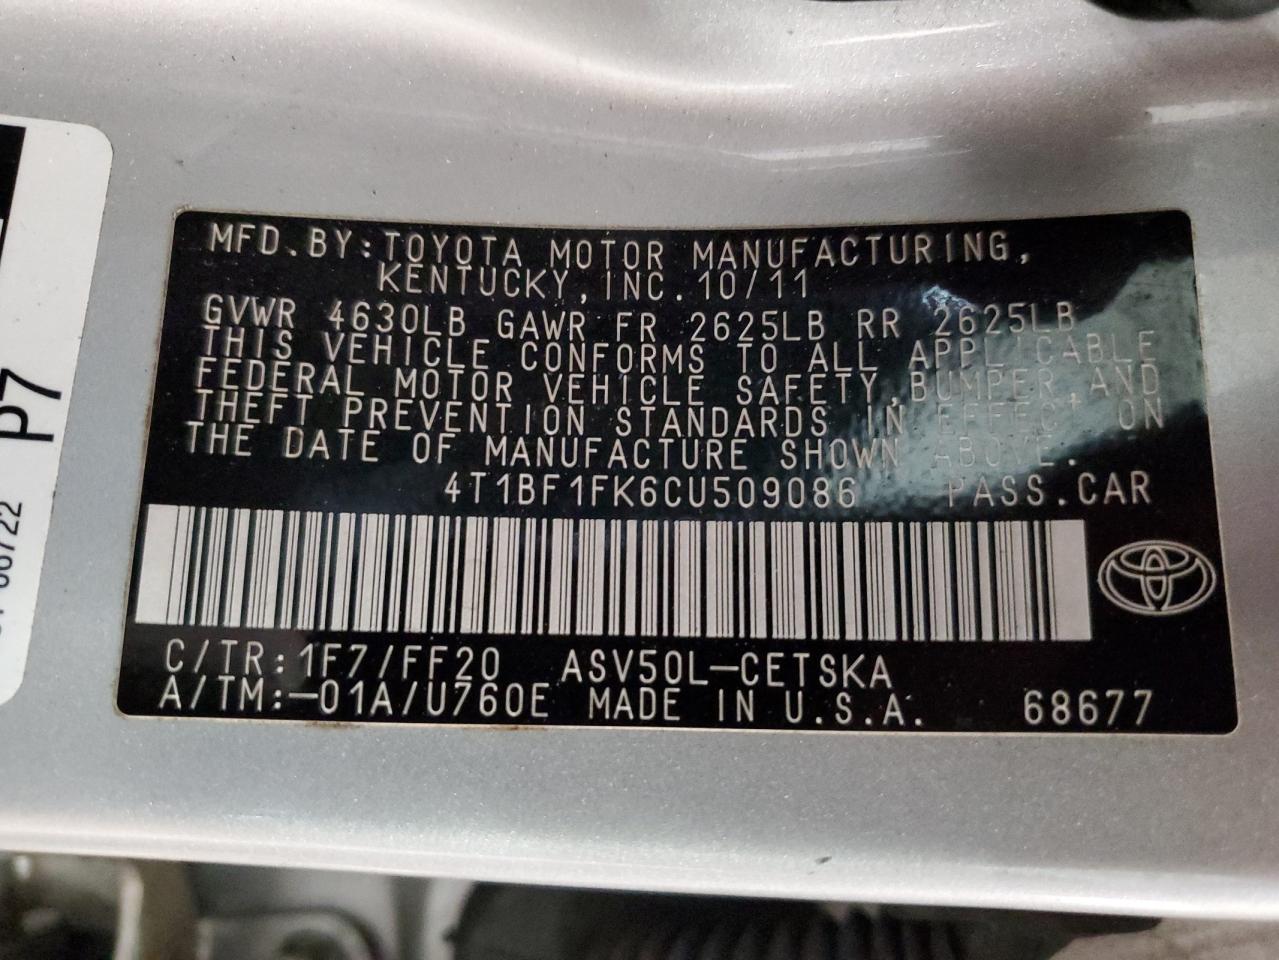 MFD.BY:TOYOTA MOTOR MANUFACTURING,
KENTUCKY,INC.10/11
GVWR 4630LB GAWR FR 2625LB RR 2625LB
THIS VEHICLE CONFORMS TO ALL APPLICABLE
FEDERAL MOTOR VEHICLE SAFETY,BUMPER,AND
THEFT PREVENTION STANDARDS IN EFFECT ON
THE DATE OF MANUFACTURE SHOWN ABOVE.
4T1BF1FK6CU509086 PASS.CAR
C/TR:1F7/FF20 ASV50L-CETSKA
A/TM:-01A/U760E MADE IN U.S.A. 68677
P7